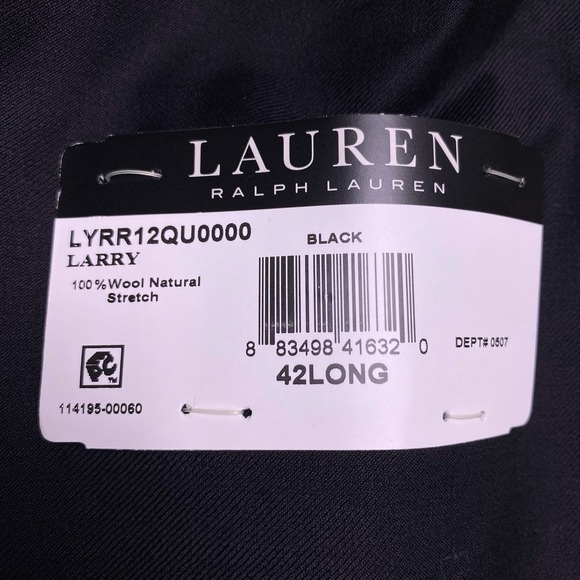 LAUREN
RALPH LAUREN
LYRR12QU0000
BLACK
LARRY
100%Wool Natural
Stretch
8 83498 41632 0
DEPT# 0507
42LONG
PC™
114195-00060